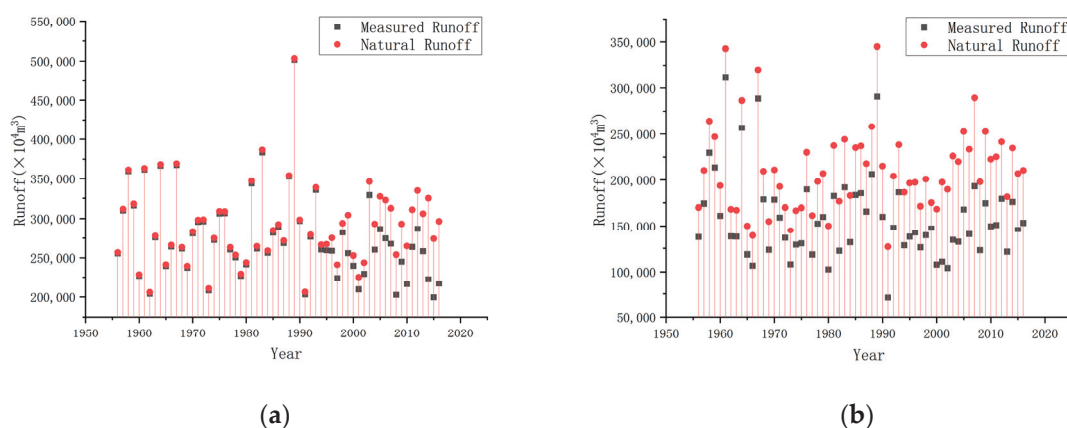 550,000
500,000
450,000
400,000
350,000
300,000
250,000
200,000
Runoff(×10⁴m³)
Measured Runoff
Natural Runoff
1950 1960 1970 1980 1990 2000 2010 2020
Year
(a)
350,000
300,000
250,000
200,000
150,000
100,000
50,000
Runoff(×10⁴m³)
Measured Runoff
Natural Runoff
1950 1960 1970 1980 1990 2000 2010 2020
Year
(b)